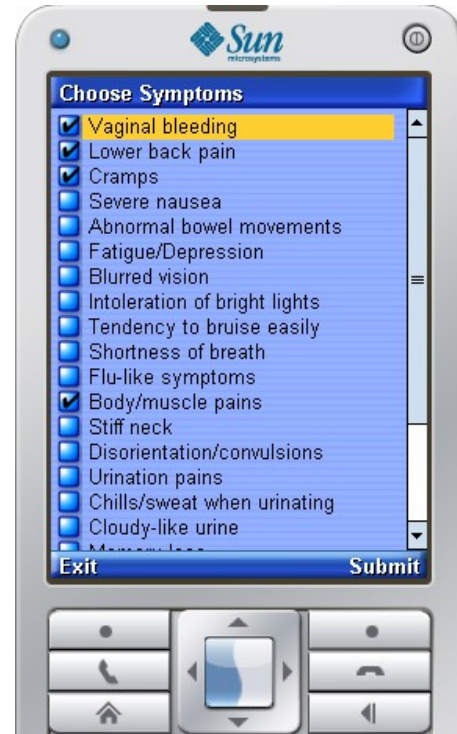 Sun
microsystems
Choose Symptoms
Vaginal bleeding
Lower back pain
Cramps
Severe nausea
Abnormal bowel movements
Fatigue/Depression
Blurred vision
Intoleration of bright lights
Tendency to bruise easily
Shortness of breath
Flu-like symptoms
Body/muscle pains
Stiff neck
Disorientation/convulsions
Urination pains
Chills/sweat when urinating
Cloudy-like urine
Exit Submit